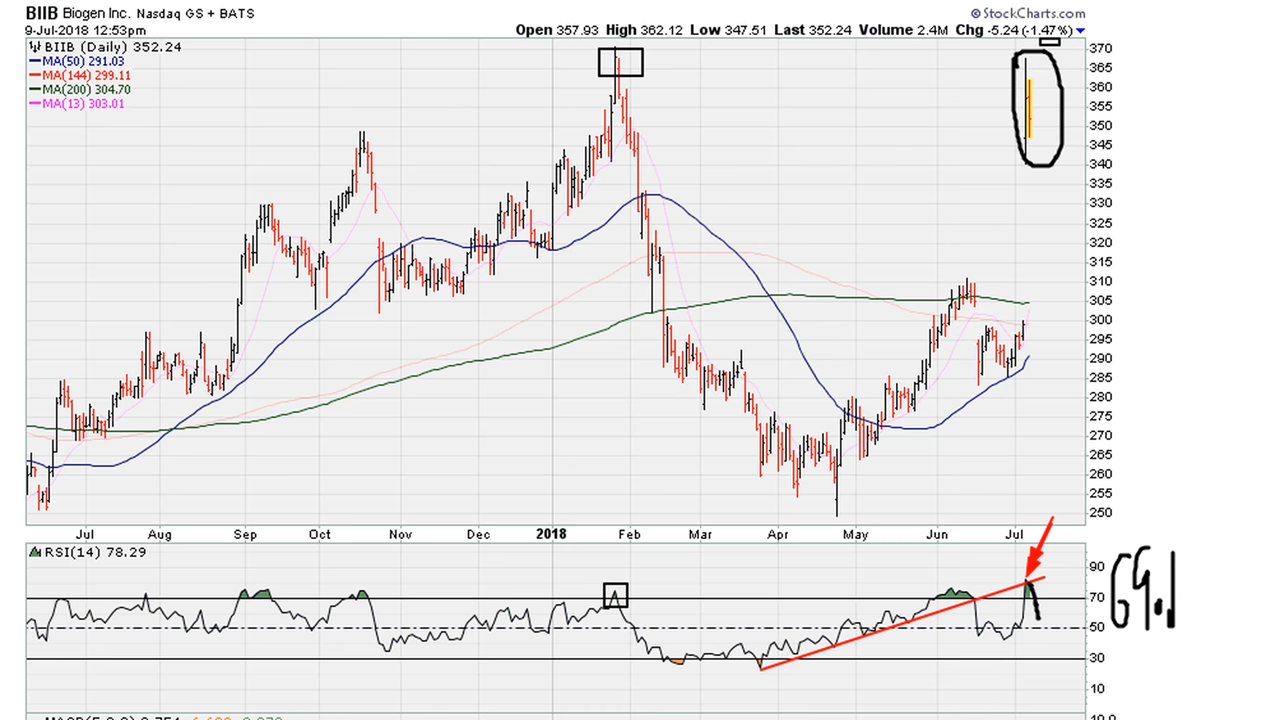 BIIB Biogen Inc. Nasdaq GS + BATS
© StockCharts.com
9-Jul-2018 12:53pm
Open 357.93 High 362.12 Low 347.51 Last 352.24 Volume 2.4M Chg -5.24 (-1.47%)
BIIB (Daily) 352.24
MA(50) 291.03
MA(144) 299.11
MA(200) 304.70
MA(13) 303.01
370
365
360
355
350
345
340
335
330
325
320
315
310
305
300
295
290
285
280
275
270
265
260
255
250
Jul Aug Sep Oct Nov Dec 2018 Feb Mar Apr May Jun Jul
RSI(14) 78.29
90
70
50
30
10
69.1